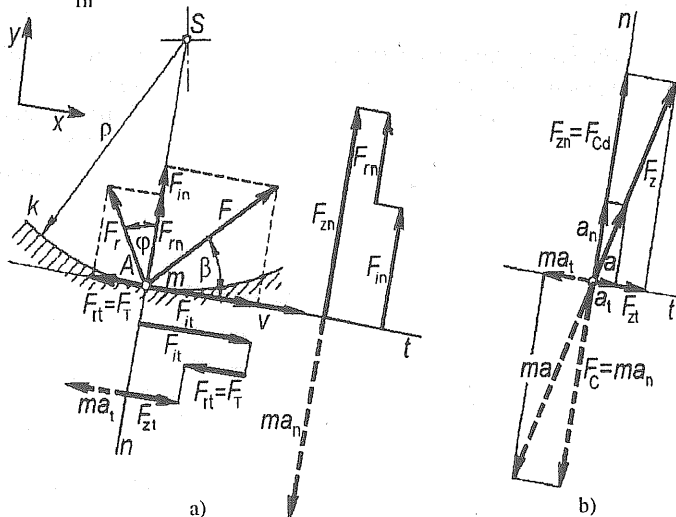 m
y
x
S
ρ
k
F_in
F
F_r
F_rn
φ
A
m
β
F_rt=F_T
F_it
v
t
F_it
F_rt=F_T
ma_t
F_zt
n
F_zn
F_rn
F_in
ma_n
a)
n
F_zn=F_Cd
F_z
a_n
a
ma_t
a_t
F_zt
ma
F_C=ma_n
b)